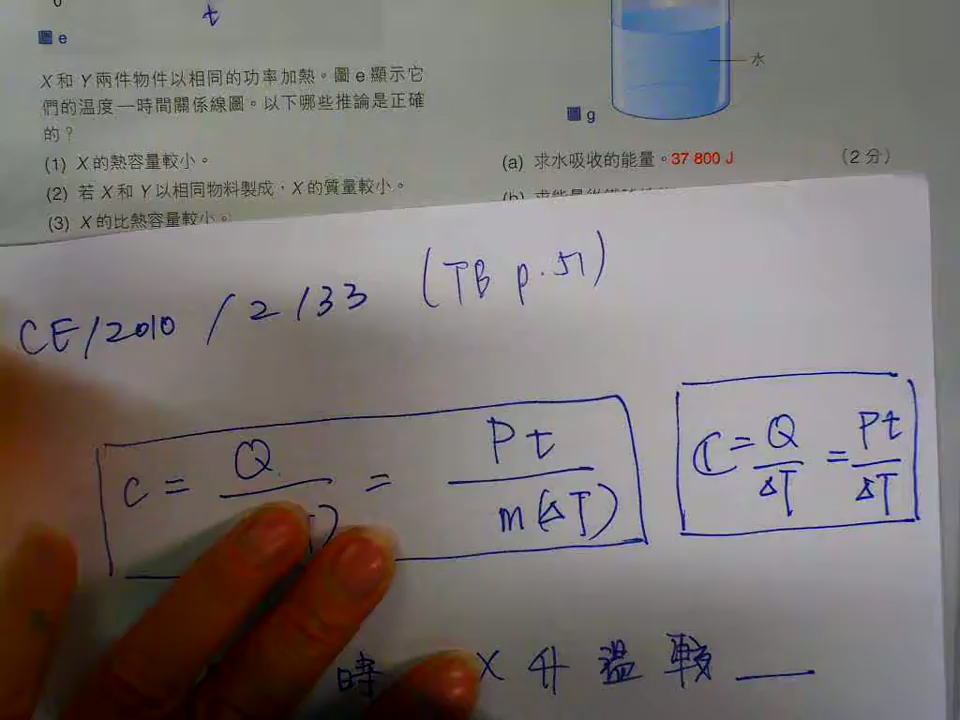 t
圖 e
X 和 Y 兩件物件以相同的功率加熱。圖 e 顯示它
們的溫度—時間關係線圖。以下哪些推論是正確
的？
(1) X 的熱容量較小。
(2) 若 X 和 Y 以相同物料製成，X 的質量較小。
(3) X 的比熱容量較小。
水
圖 g
(a) 求水吸收的能量。37 800 J （2 分）
(b)
CE/2010/2/33 (TB p.51)
c = Q = Pt / m(ΔT)
C = Q/ΔT = Pt/ΔT
時 X 升溫較 ___